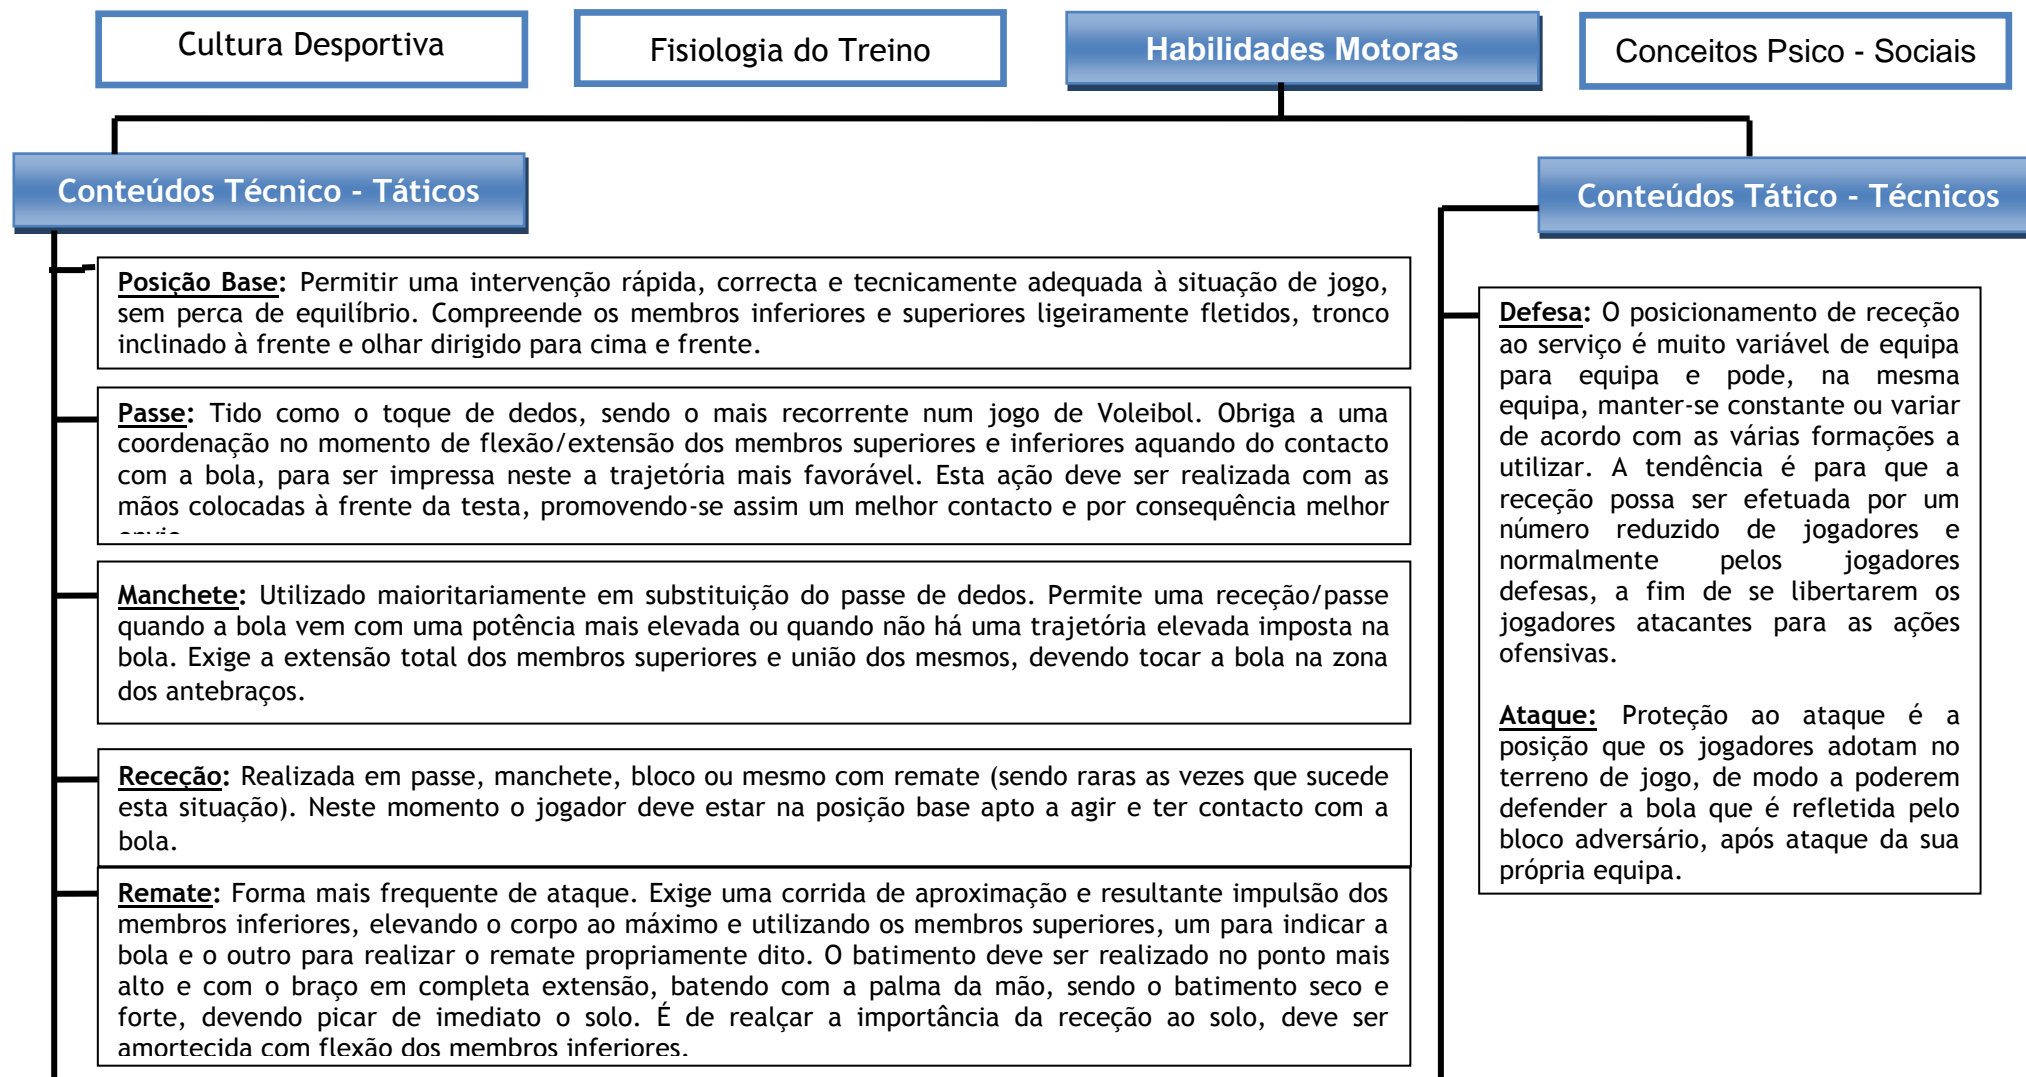 Cultura Desportiva
Fisiologia do Treino
Habilidades Motoras
Conceitos Psico - Sociais
Conteúdos Técnico - Táticos
Conteúdos Tático - Técnicos
Posição Base: Permitir uma intervenção rápida, correcta e tecnicamente adequada à situação de jogo,
sem perca de equilíbrio. Compreende os membros inferiores e superiores ligeiramente fletidos, tronco
inclinado à frente e olhar dirigido para cima e frente.
Passe: Tido como o toque de dedos, sendo o mais recorrente num jogo de Voleibol. Obriga a uma
coordenação no momento de flexão/extensão dos membros superiores e inferiores aquando do contacto
com a bola, para ser impressa neste a trajetória mais favorável. Esta ação deve ser realizada com as
mãos colocadas à frente da testa, promovendo-se assim um melhor contacto e por consequência melhor
Manchete: Utilizado maioritariamente em substituição do passe de dedos. Permite uma receção/passe
quando a bola vem com uma potência mais elevada ou quando não há uma trajetória elevada imposta na
bola. Exige a extensão total dos membros superiores e união dos mesmos, devendo tocar a bola na zona
dos antebraços.
Receção: Realizada em passe, manchete, bloco ou mesmo com remate (sendo raras as vezes que sucede
esta situação). Neste momento o jogador deve estar na posição base apto a agir e ter contacto com a
bola.
Remate: Forma mais frequente de ataque. Exige uma corrida de aproximação e resultante impulsão dos
membros inferiores, elevando o corpo ao máximo e utilizando os membros superiores, um para indicar a
bola e o outro para realizar o remate propriamente dito. O batimento deve ser realizado no ponto mais
alto e com o braço em completa extensão, batendo com a palma da mão, sendo o batimento seco e
forte, devendo picar de imediato o solo. É de realçar a importância da receção ao solo, deve ser
amortecida com flexão dos membros inferiores.
Defesa: O posicionamento de receção
ao serviço é muito variável de equipa
para equipa e pode, na mesma
equipa, manter-se constante ou variar
de acordo com as várias formações a
utilizar. A tendência é para que a
receção possa ser efetuada por um
número reduzido de jogadores e
normalmente pelos jogadores
defesas, a fim de se libertarem os
jogadores atacantes para as ações
ofensivas.
Ataque: Proteção ao ataque é a
posição que os jogadores adotam no
terreno de jogo, de modo a poderem
defender a bola que é refletida pelo
bloco adversário, após ataque da sua
própria equipa.